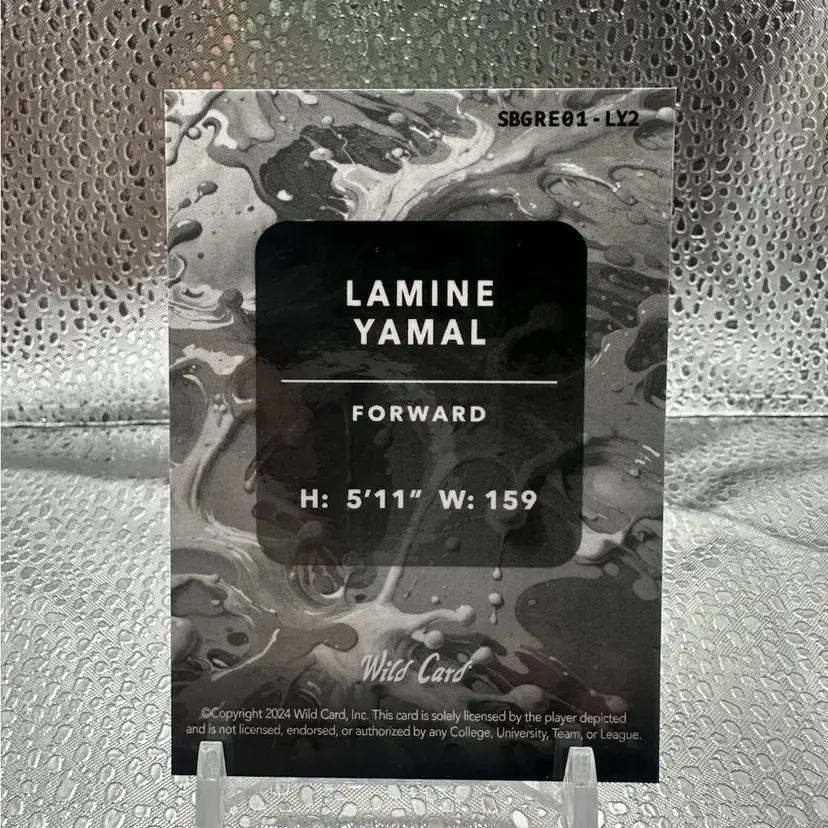 SBGRE01-LY2
LAMINE
YAMAL
FORWARD
H: 5'11" W: 159
Wild Card
©Copyright 2024 Wild Card, Inc. This card is solely licensed by the player depicted
and is not licensed, endorsed, or authorized by any College, University, Team, or League.